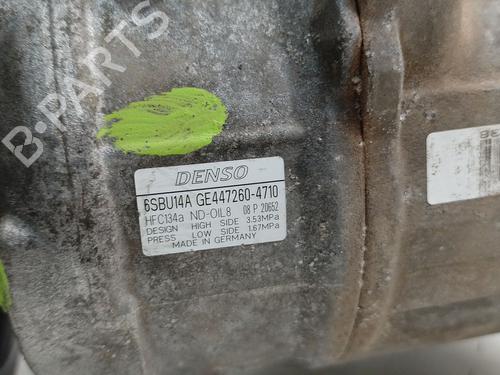 B-PARTS
DENSO
6SBU14A GE447260-4710
HFC134a ND-OIL8 08 P 20652
DESIGN HIGH SIDE 3.53MPa
PRESS LOW SIDE 1.67MPa
MADE IN GERMANY